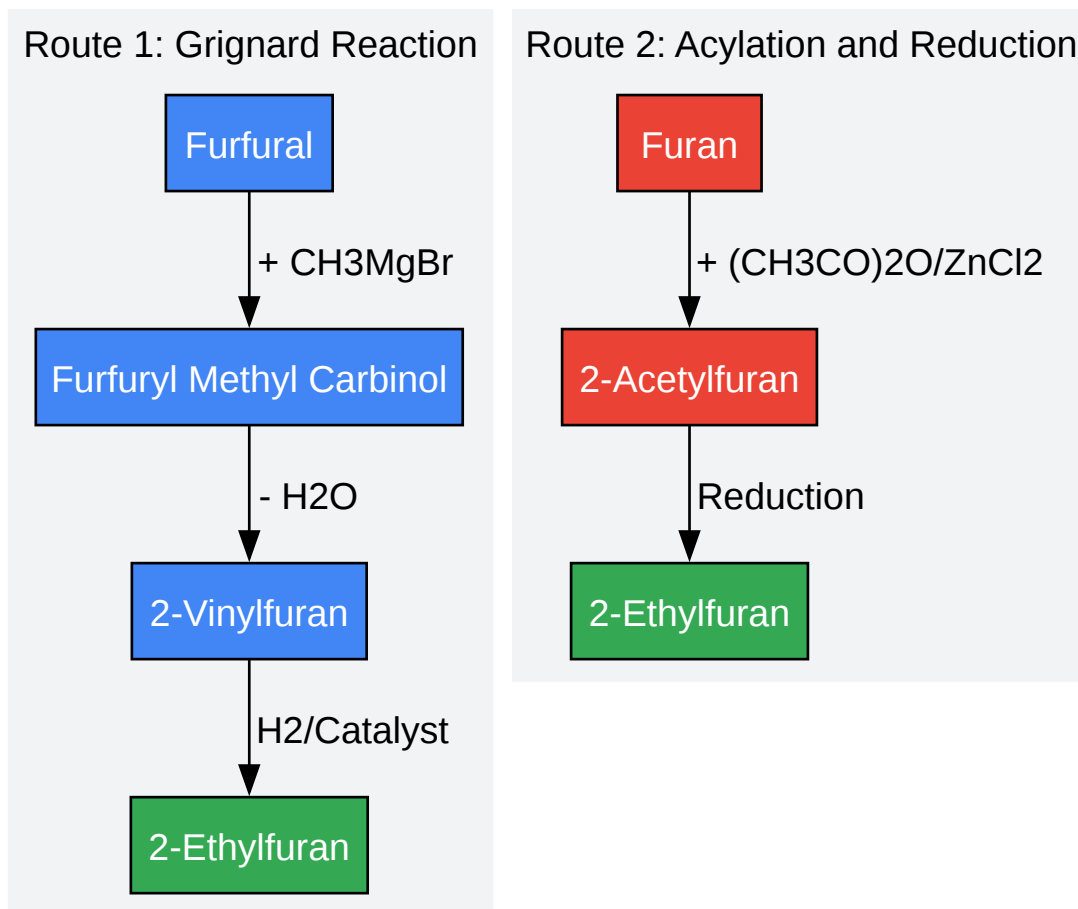 Route 1: Grignard Reaction
Furfural
+ CH3MgBr
Furfuryl Methyl Carbinol
- H2O
2-Vinylfuran
H2/Catalyst
2-Ethylfuran
Route 2: Acylation and Reduction
Furan
+ (CH3CO)2O/ZnCl2
2-Acetylfuran
Reduction
2-Ethylfuran